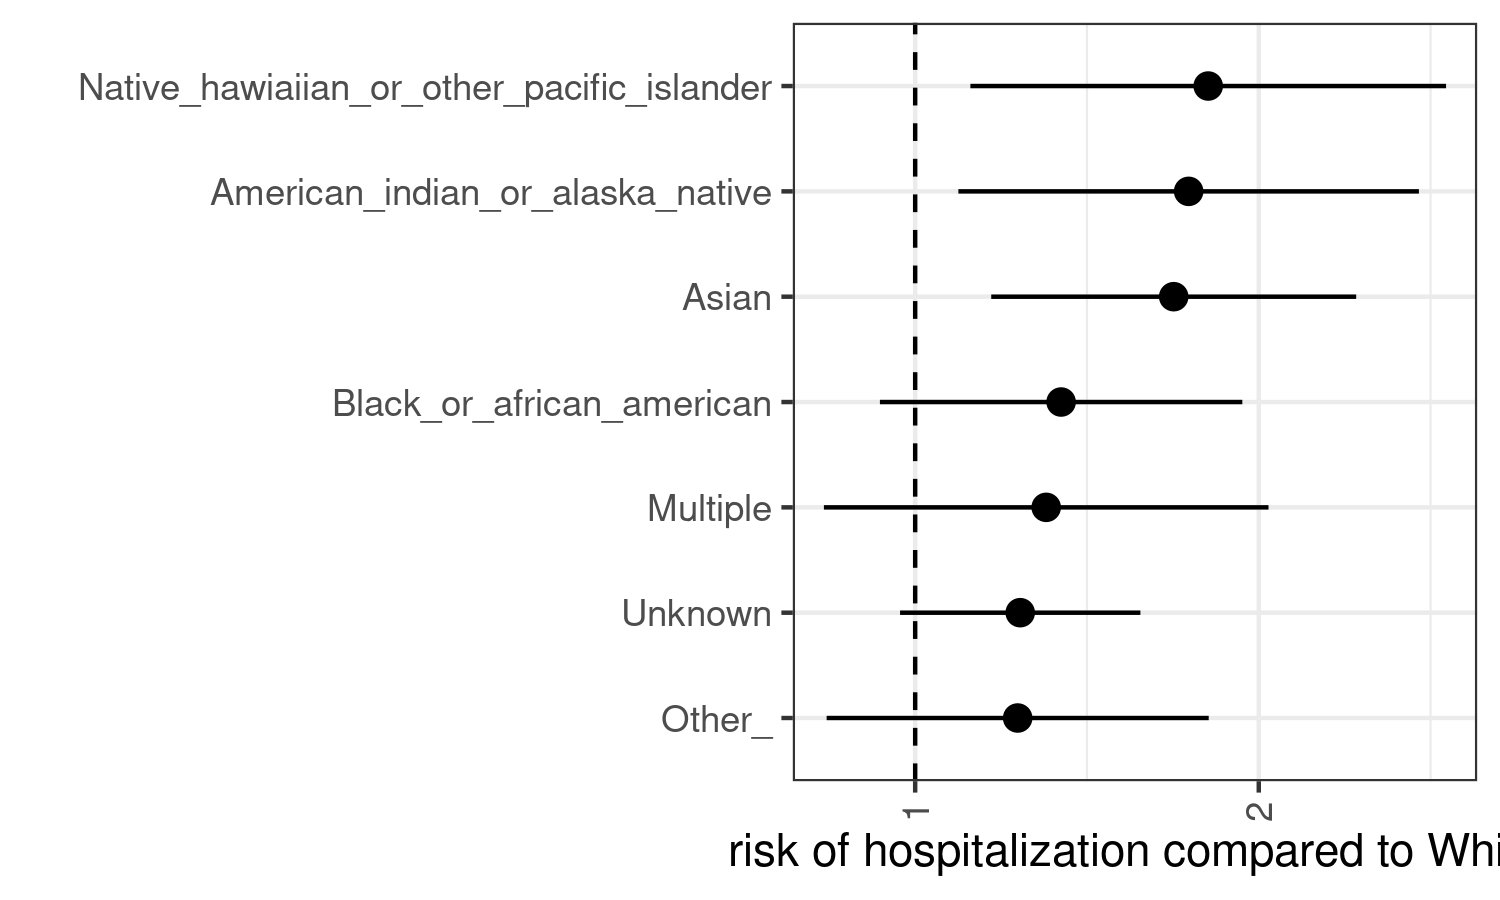 Native_hawiaiian_or_other_pacific_islander
American_indian_or_alaska_native
Asian
Black_or_african_american
Multiple
Unknown
Other_
1
2
risk of hospitalization compared to Whi